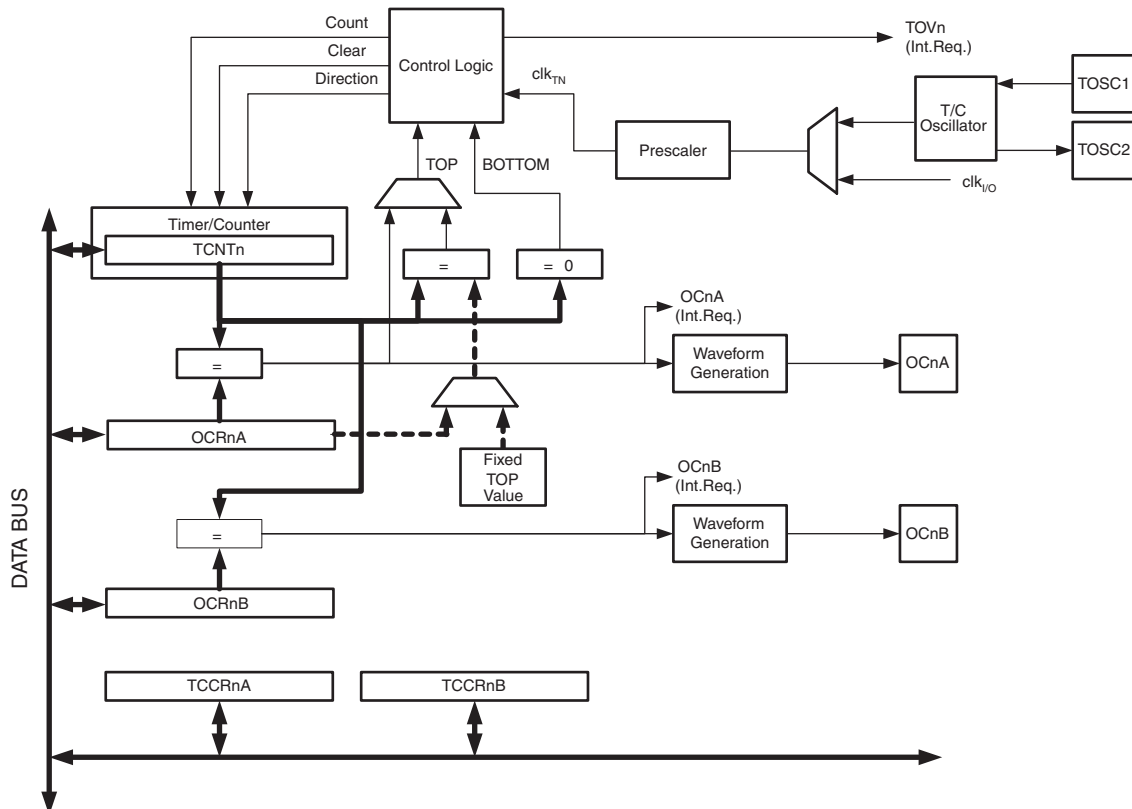 Count
Clear
Direction
Control Logic
TOVn
(Int.Req.)
clkTN
TOSC1
T/C
Oscillator
Prescaler
TOSC2
TOP
BOTTOM
clkI/O
Timer/Counter
TCNTn
=
= 0
OCnA
(Int.Req.)
=
Waveform
Generation
OCnA
OCRnA
Fixed
TOP
Value
OCnB
(Int.Req.)
=
Waveform
Generation
OCnB
DATA BUS
OCRnB
TCCRnA
TCCRnB